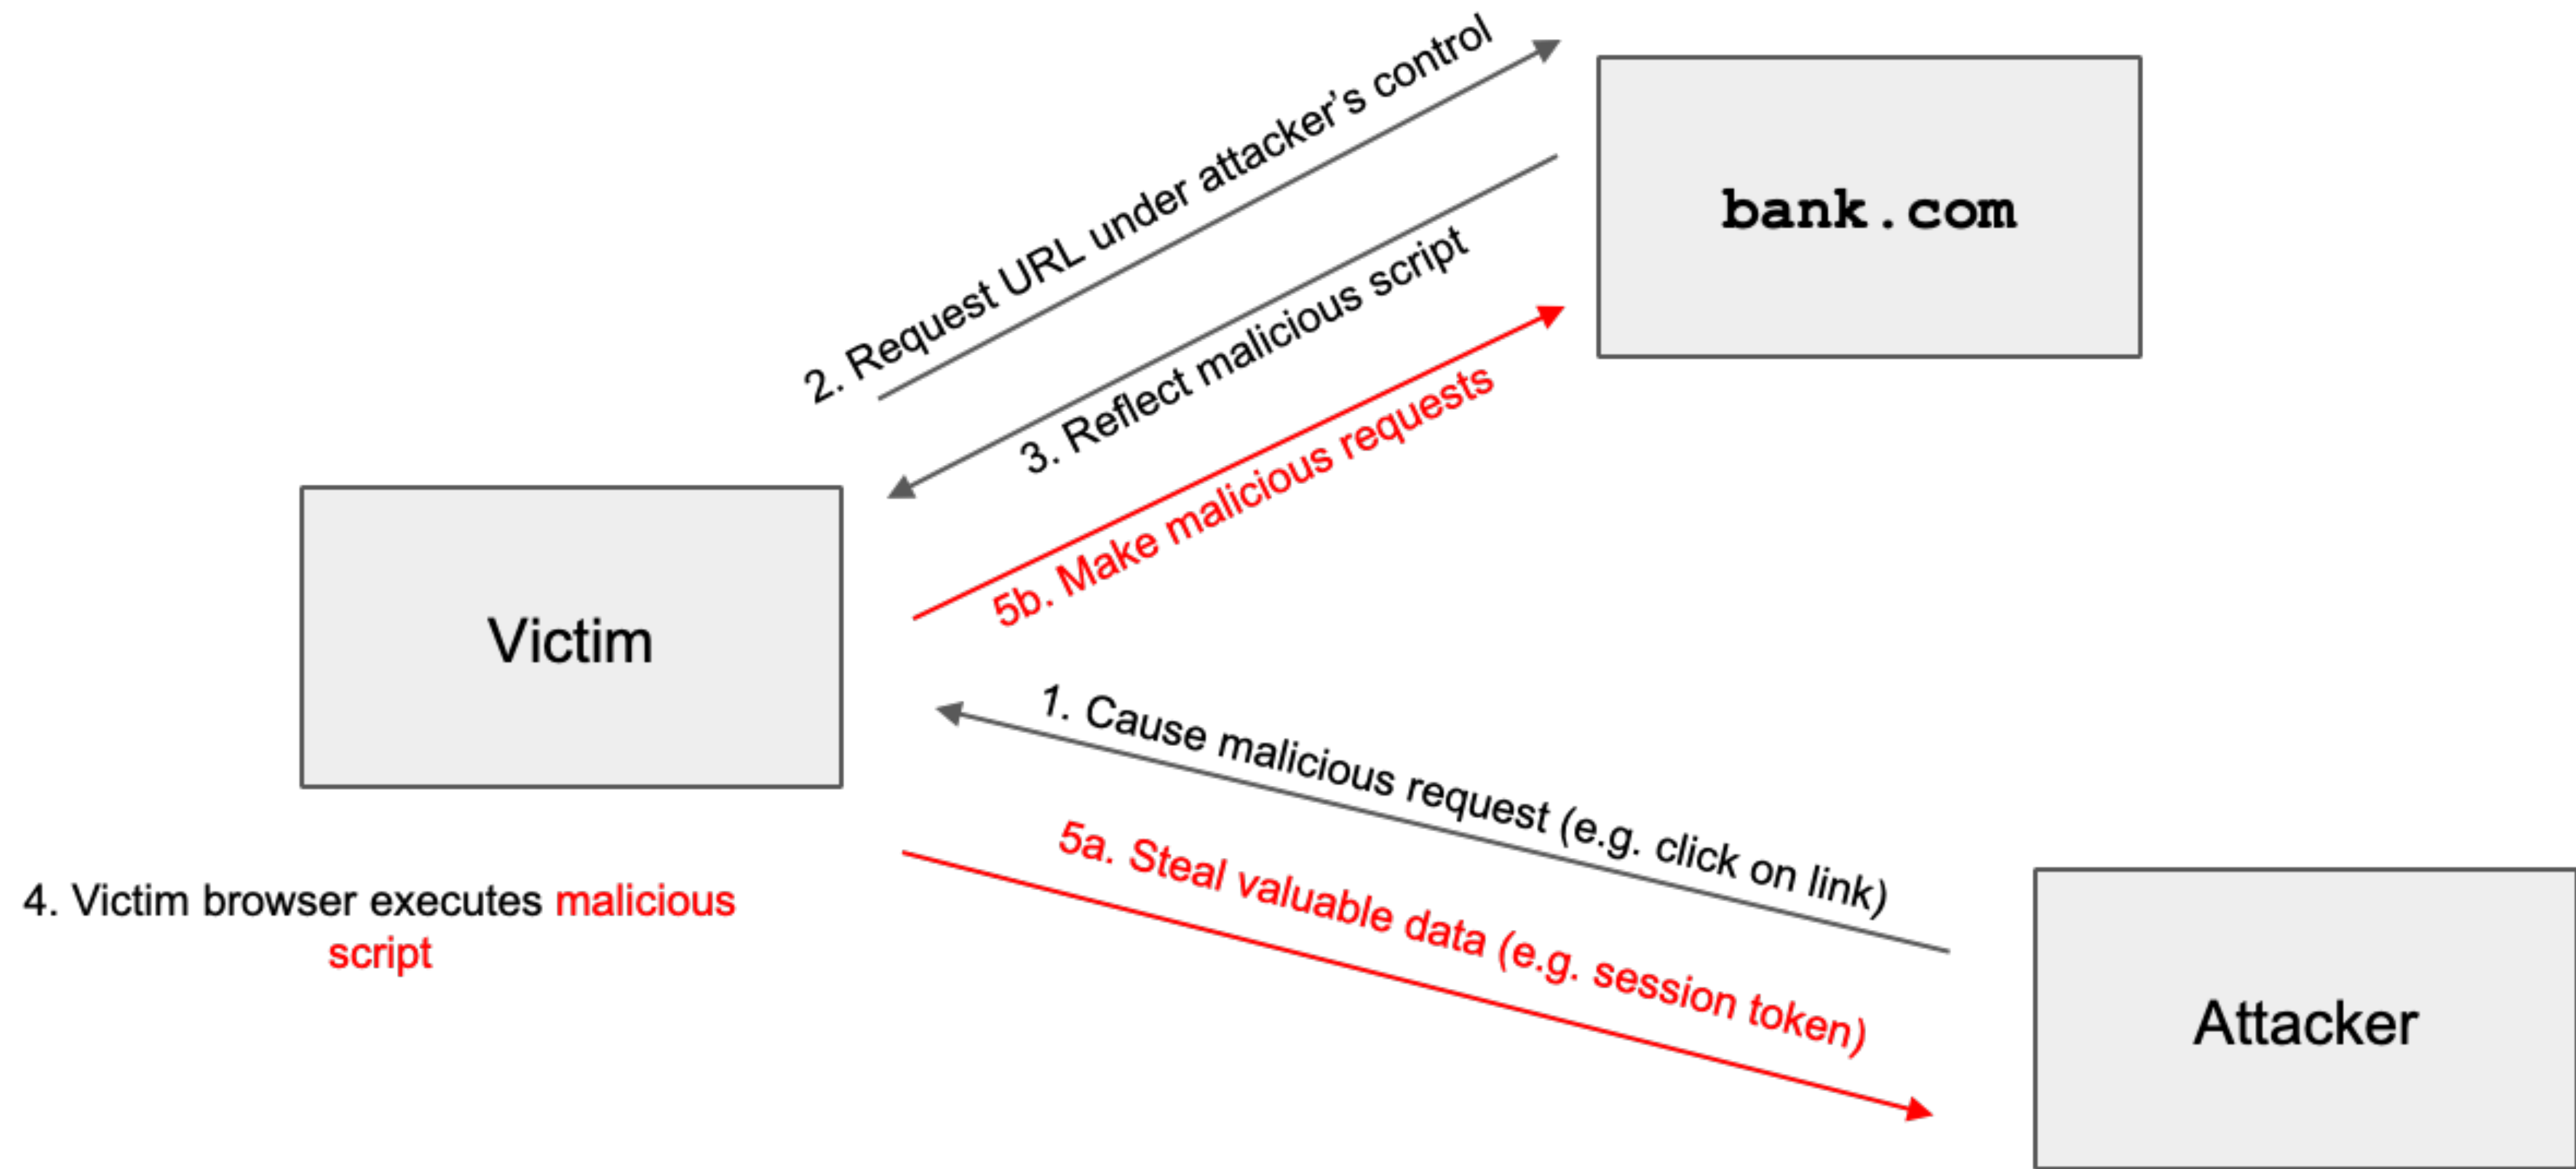 2. Request URL under attacker's control
bank.com
3. Reflect malicious script
5b. Make malicious requests
Victim
1. Cause malicious request (e.g. click on link)
5a. Steal valuable data (e.g. session token)
4. Victim browser executes malicious
script
Attacker